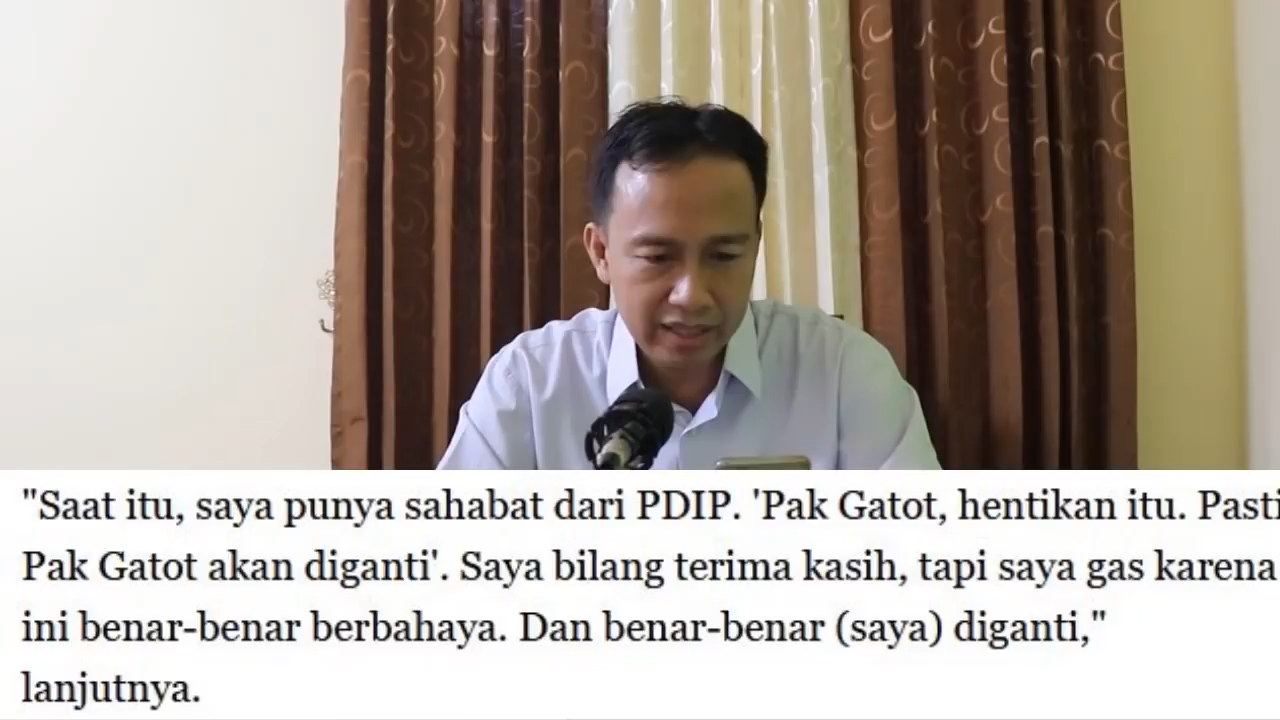 "Saat itu, saya punya sahabat dari PDIP. 'Pak Gatot, hentikan itu. Pasti
Pak Gatot akan diganti'. Saya bilang terima kasih, tapi saya gas karena
ini benar-benar berbahaya. Dan benar-benar (saya) diganti,"
lanjutnya.